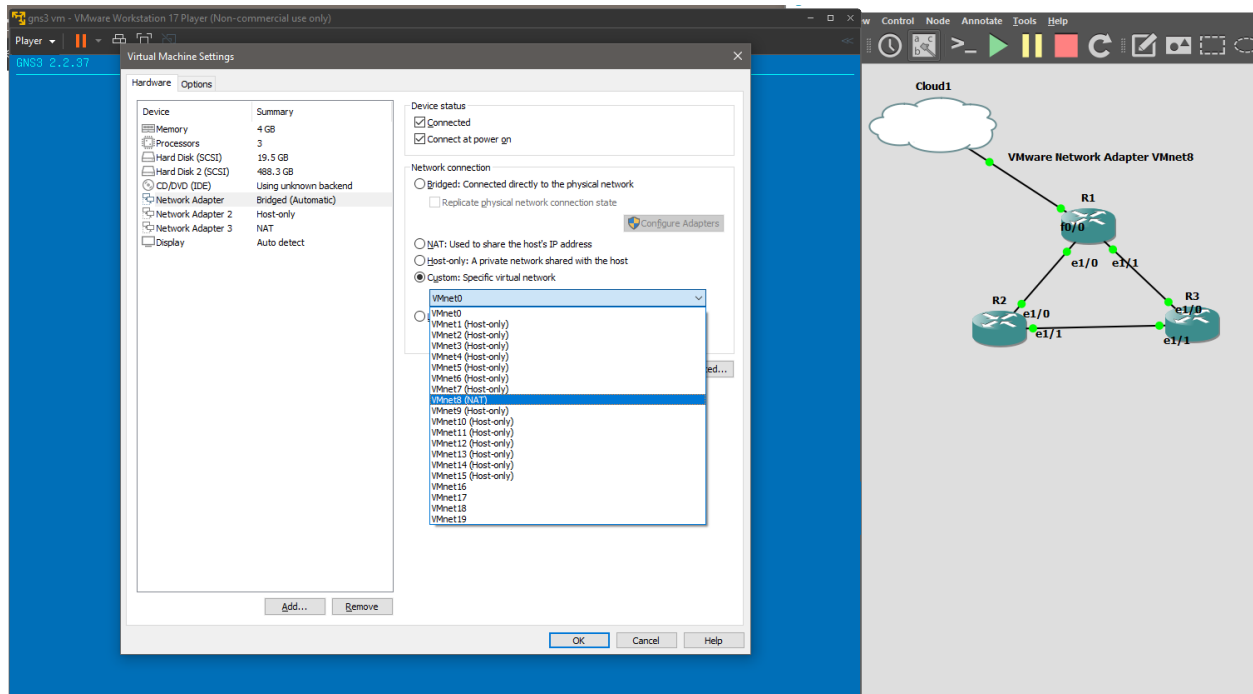 gns3 vm - VMware Workstation 17 Player (Non-commercial use only)
Player
GNS3 2.2.37
Virtual Machine Settings
Hardware Options
Device Summary
Memory 4 GB
Processors 3
Hard Disk (SCSI) 19.5 GB
Hard Disk 2 (SCSI) 488.3 GB
CD/DVD (IDE) Using unknown backend
Network Adapter Bridged (Automatic)
Network Adapter 2 Host-only
Network Adapter 3 NAT
Display Auto detect
Add... Remove
Device status
Connected
Connect at power on
Network connection
Bridged: Connected directly to the physical network
Replicate physical network connection state
Configure Adapters
NAT: Used to share the host's IP address
Host-only: A private network shared with the host
Custom: Specific virtual network
VMnet0
VMnet0
VMnet1 (Host-only)
VMnet2 (Host-only)
VMnet3 (Host-only)
VMnet4 (Host-only)
VMnet5 (Host-only)
VMnet6 (Host-only)
VMnet7 (Host-only)
VMnet8 (NAT)
VMnet9 (Host-only)
VMnet10 (Host-only)
VMnet11 (Host-only)
VMnet12 (Host-only)
VMnet13 (Host-only)
VMnet14 (Host-only)
VMnet15 (Host-only)
VMnet16
VMnet17
VMnet18
VMnet19
ed...
OK Cancel Help
w Control Node Annotate Tools Help
Cloud1
VMware Network Adapter VMnet8
R1
f0/0
e1/0 e1/1
R2
e1/0
e1/1
R3
e1/0
e1/1